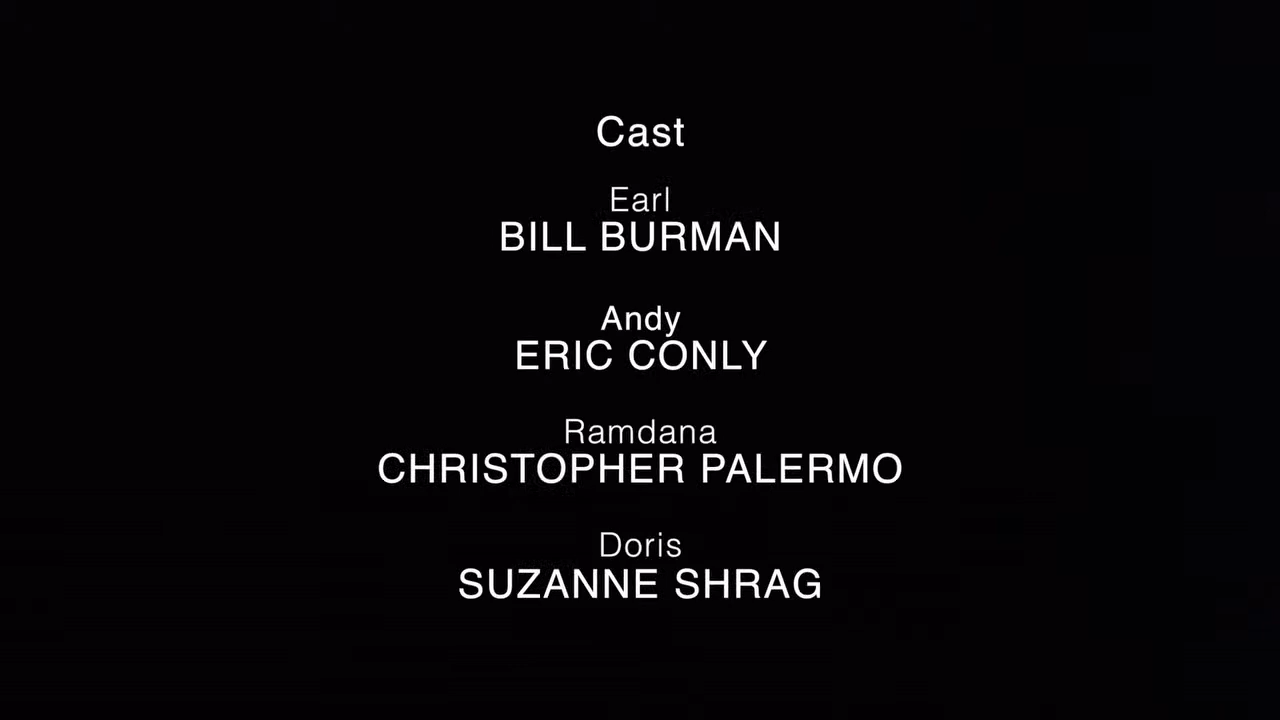 Cast
Earl
BILL BURMAN
Andy
ERIC CONLY
Ramdana
CHRISTOPHER PALERMO
Doris
SUZANNE SHRAG